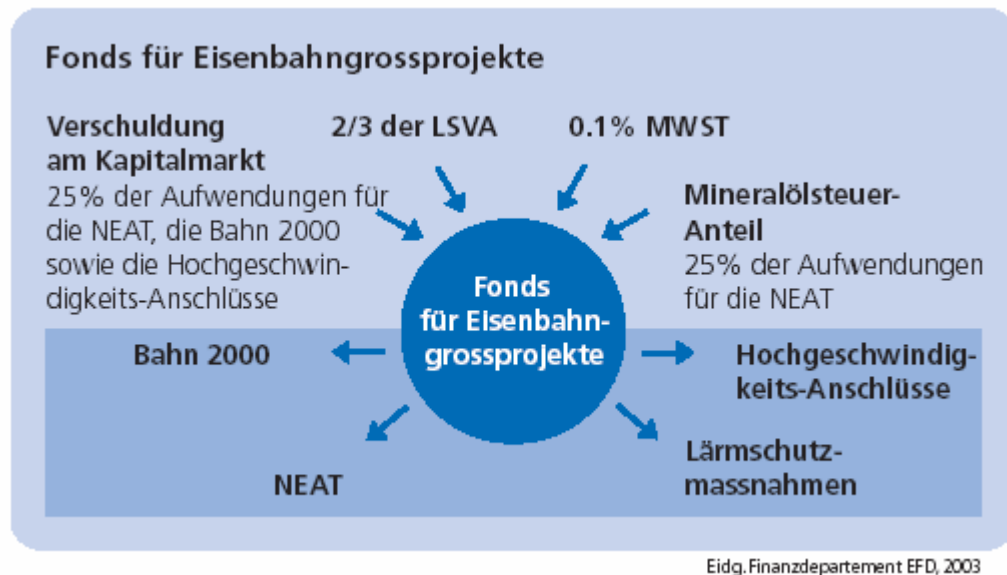 Fonds für Eisenbahngrossprojekte
Verschuldung
am Kapitalmarkt
25% der Aufwendungen für
die NEAT, die Bahn 2000
sowie die Hochgeschwin-
digkeits-Anschlüsse
2/3 der LSVA
0.1% MWST
Mineralölsteuer-
Anteil
25% der Aufwendungen
für die NEAT
Fonds
für Eisenbahn-
grossprojekte
Bahn 2000
Hochgeschwindig-
keits-Anschlüsse
NEAT
Lärmschutz-
massnahmen
Eidg. Finanzdepartement EFD, 2003